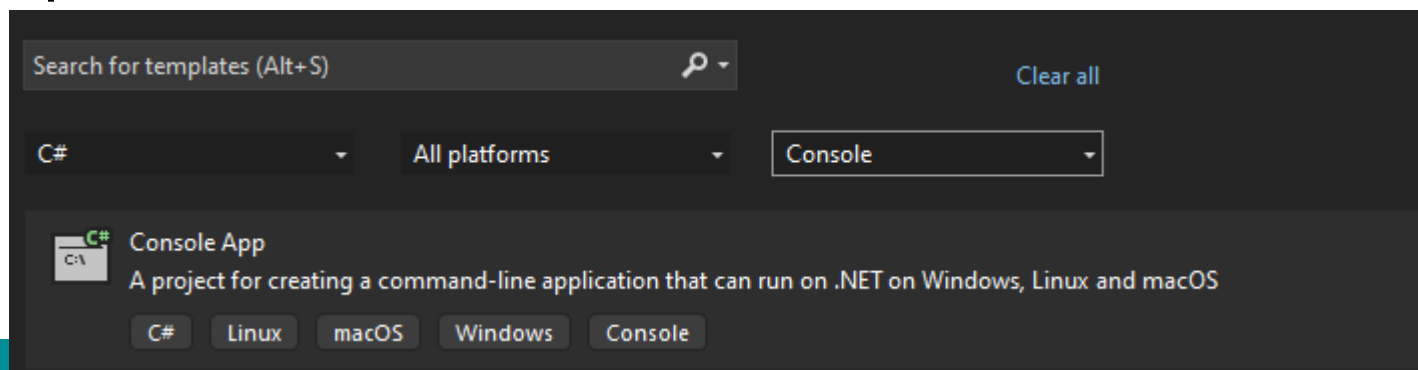 Search for templates (Alt+S)
Clear all
C#
All platforms
Console
C#
C:\
Console App
A project for creating a command-line application that can run on .NET on Windows, Linux and macOS
C#
Linux
macOS
Windows
Console